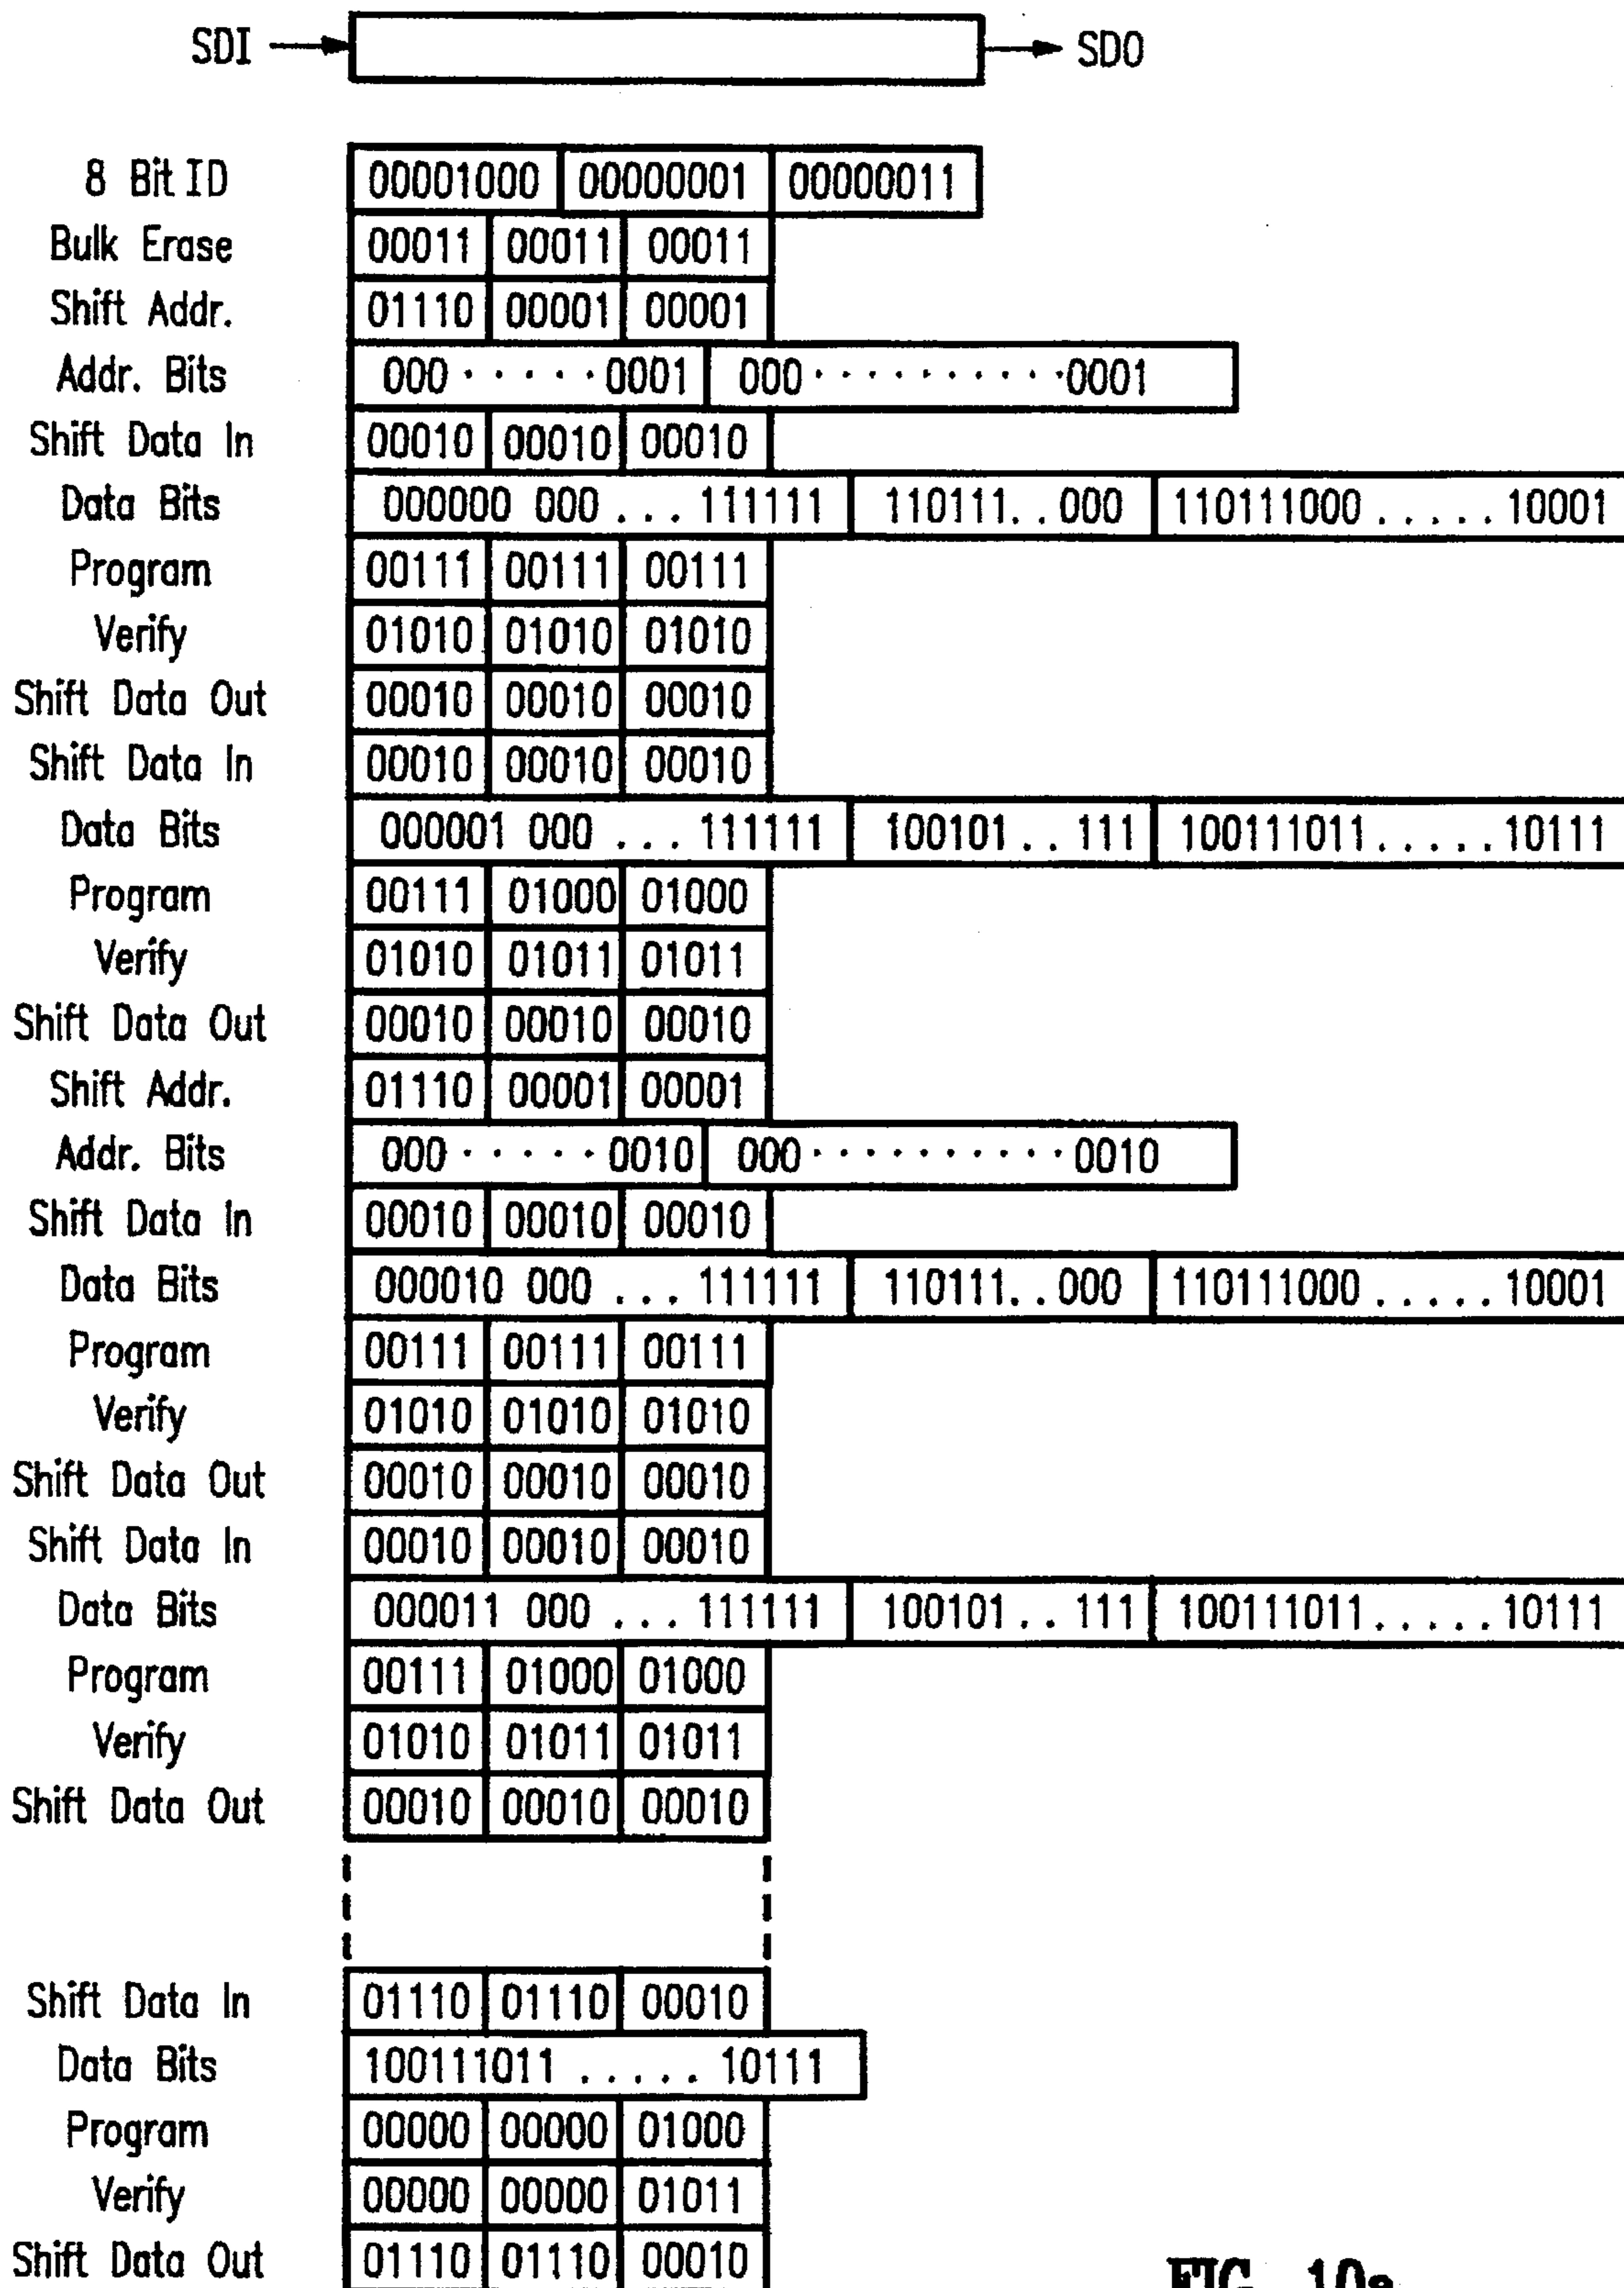 SDI SDO
8 Bit ID 00001000 00000001 00000011
Bulk Erase 00011 00011 00011
Shift Addr. 01110 00001 00001
Addr. Bits 000 ····· 0001 000 ·········· 0001
Shift Data In 00010 00010 00010
Data Bits 000000 000 ... 111111 110111..000 110111000 ..... 10001
Program 00111 00111 00111
Verify 01010 01010 01010
Shift Data Out 00010 00010 00010
Shift Data In 00010 00010 00010
Data Bits 000001 000 ... 111111 100101..111 100111011.....10111
Program 00111 01000 01000
Verify 01010 01011 01011
Shift Data Out 00010 00010 00010
Shift Addr. 01110 00001 00001
Addr. Bits 000 ····· 0010 000 ·········· 0010
Shift Data In 00010 00010 00010
Data Bits 000010 000 ... 111111 110111..000 110111000 ..... 10001
Program 00111 00111 00111
Verify 01010 01010 01010
Shift Data Out 00010 00010 00010
Shift Data In 00010 00010 00010
Data Bits 000011 000 ... 111111 100101..111 100111011.....10111
Program 00111 01000 01000
Verify 01010 01011 01011
Shift Data Out 00010 00010 00010
Shift Data In 01110 01110 00010
Data Bits 100111011 ..... 10111
Program 00000 00000 01000
Verify 00000 00000 01011
Shift Data Out 01110 01110 00010
FIG. 10a